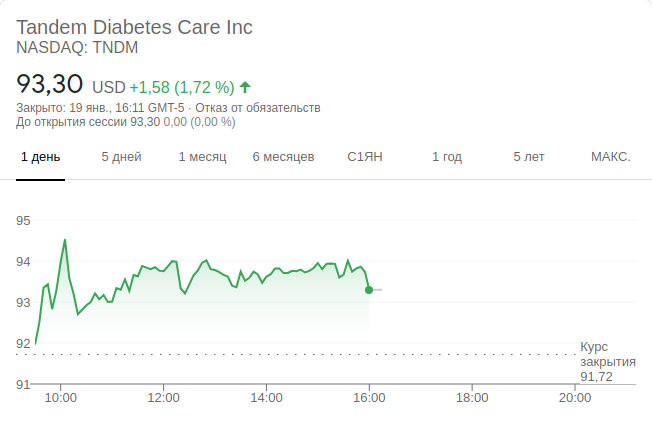 Tandem Diabetes Care Inc
NASDAQ: TNDM
93,30 USD +1,58 (1,72 %)
Закрыто: 19 янв., 16:11 GMT-5 · Отказ от обязательств
До открытия сессии 93,30 0,00 (0,00 %)
1 день 5 дней 1 месяц 6 месяцев С1ЯН 1 год 5 лет МАКС.
95
94
93
92
Курс
закрытия
91,72
91
10:00 12:00 14:00 16:00 18:00 20:00